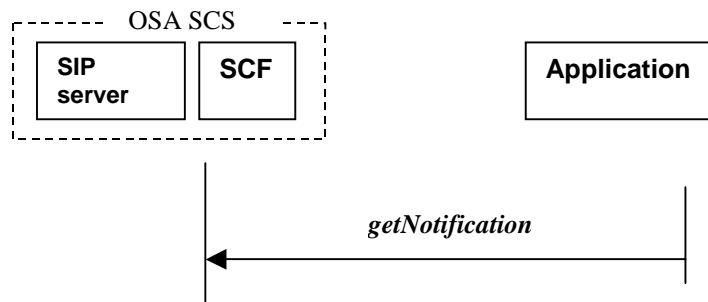 OSA SCS
SIP
server
SCF
Application
getNotification